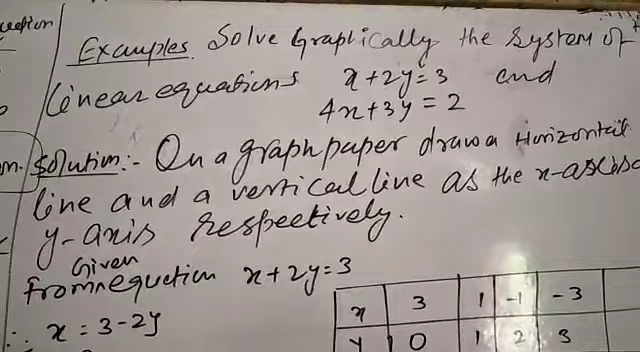 Examples. Solve Graphically the System of
linear equations x+2y=3 and
4x+3y=2
Solution:- On a graph paper draw a Horizontal
line and a vertical line as the x-axis &
y-axis respectively.
Given
From equation x+2y=3
∴ x = 3-2y
x 3 1 -1 -3
y 0 1 2 3